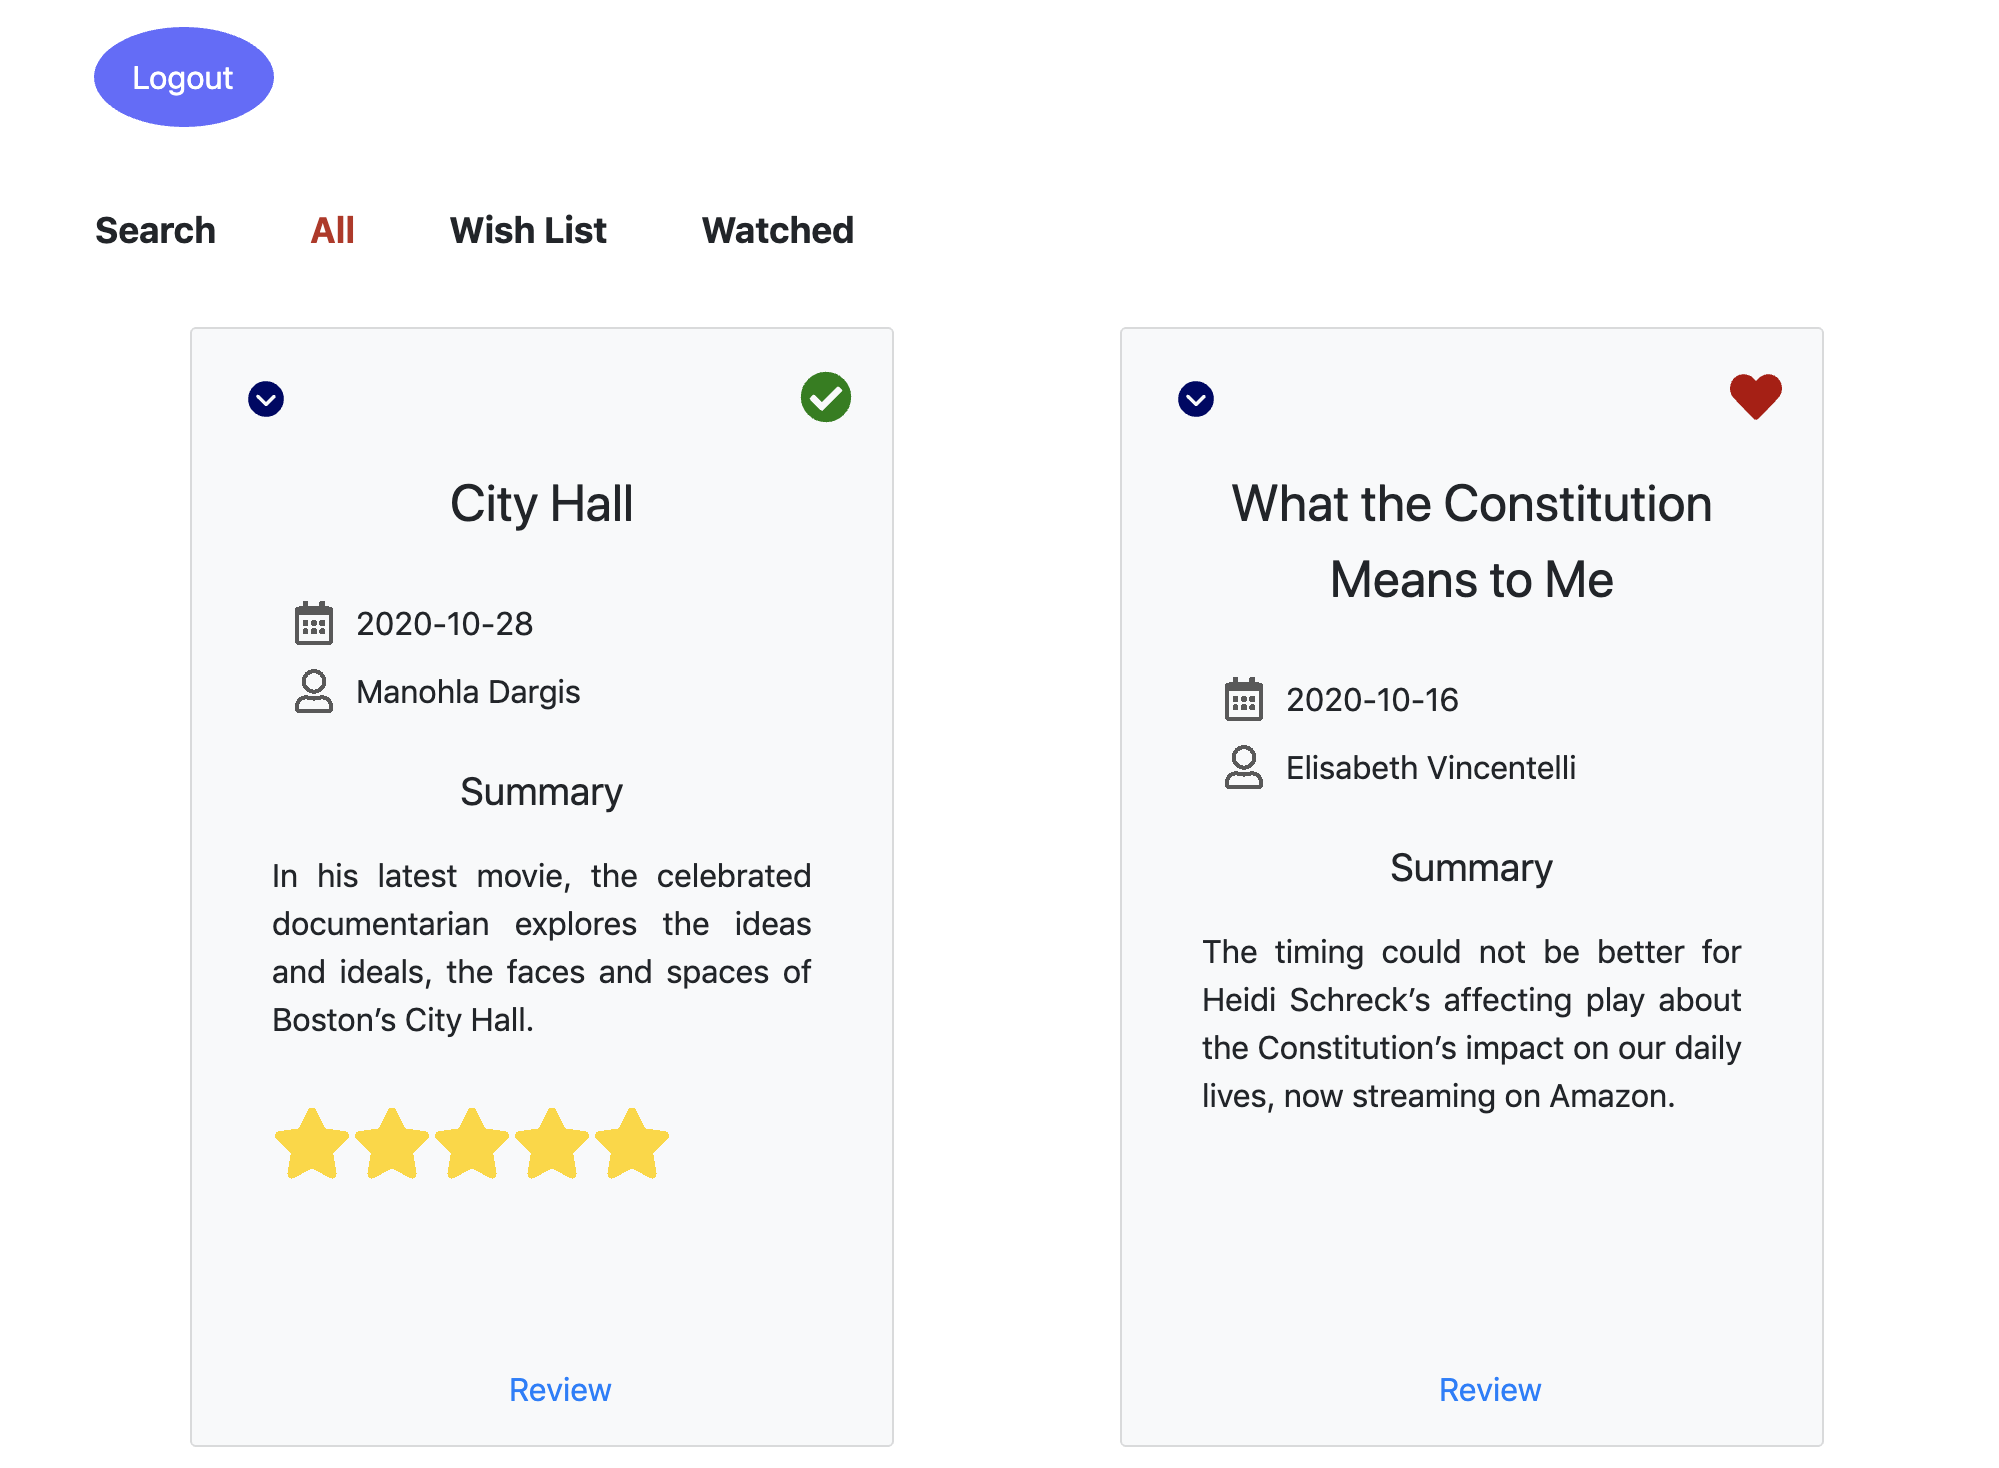 Logout
Search All Wish List Watched
City Hall
2020-10-28
Manohla Dargis
Summary
In his latest movie, the celebrated
documentarian explores the ideas
and ideals, the faces and spaces of
Boston’s City Hall.
Review
What the Constitution
Means to Me
2020-10-16
Elisabeth Vincentelli
Summary
The timing could not be better for
Heidi Schreck’s affecting play about
the Constitution’s impact on our daily
lives, now streaming on Amazon.
Review